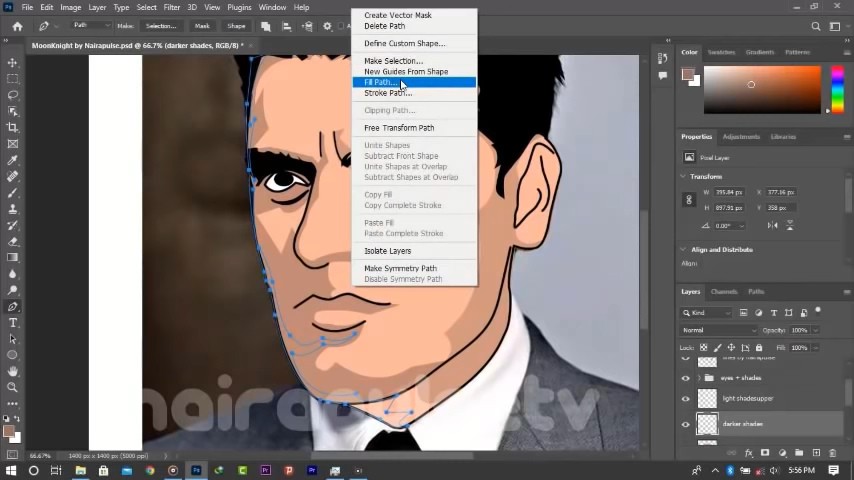 File
Edit
Image
Layer
Type
Select
Filter
3D
View
Plugins
Window
Help
Path
Make:
Selection...
Mask
Shape
MoonKnight by Nairapulse.psd @ 66.7% (darker shades, RGB/8) *
Create Vector Mask
Delete Path
Define Custom Shape...
Make Selection...
New Guides From Shape
Fill Path...
Stroke Path...
Clipping Path...
Free Transform Path
Unite Shapes
Subtract Front Shape
Unite Shapes at Overlap
Subtract Shapes at Overlap
Copy Fill
Copy Complete Stroke
Paste Fill
Paste Complete Stroke
Isolate Layers
Make Symmetry Path
Disable Symmetry Path
Color
Swatches
Gradients
Patterns
Properties
Adjustments
Libraries
Pixel Layer
Transform
W 395.84 px
X 377.16 px
H 897.91 px
Y 358 px
0.00°
Align and Distribute
Align:
Layers
Channels
Paths
Kind
Normal
Opacity: 100%
Lock:
Fill: 100%
lines by nairapulse
eyes + shades
light shadesupper
darker shades
nairapulsetv
66.67%
1400 px x 1400 px (5000 ppi)
5:56 PM